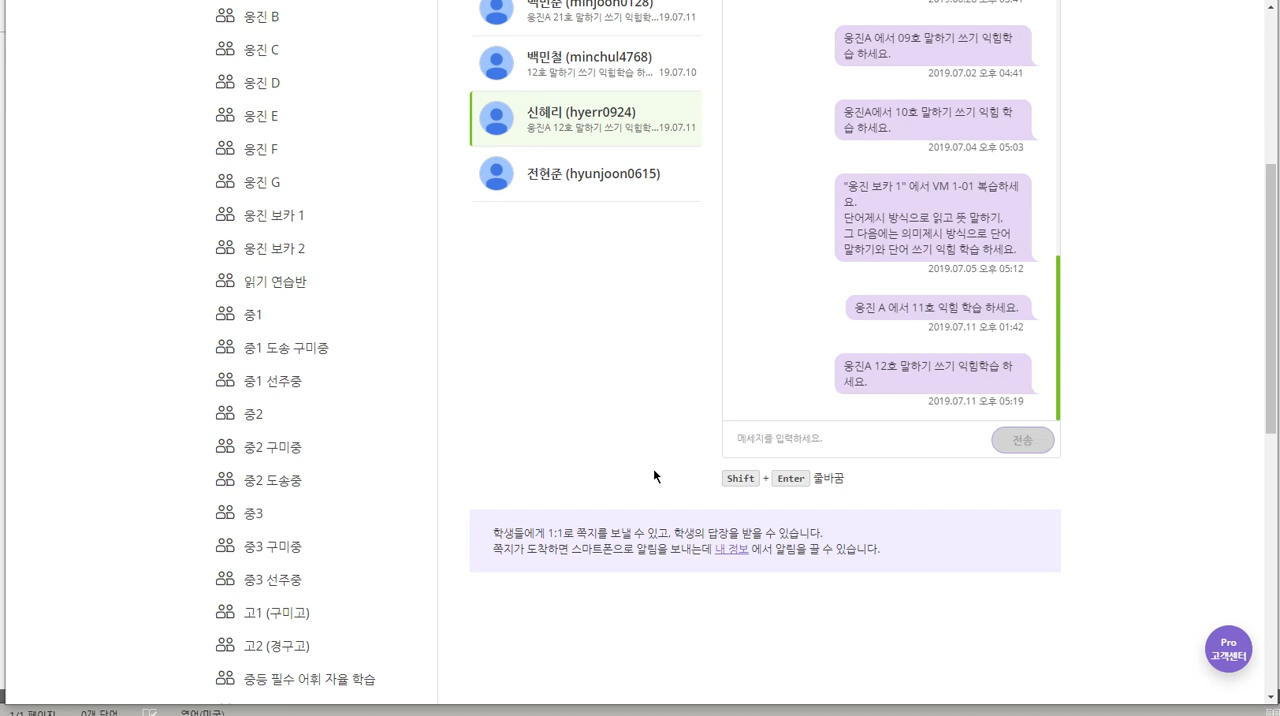 웅진 B
웅진 C
웅진 D
웅진 E
웅진 F
웅진 G
웅진 보카 1
웅진 보카 2
읽기 연습반
중1
중1 도송 구미중
중1 선주중
중2
중2 구미중
중2 도송중
중3
중3 구미중
중3 선주중
고1 (구미고)
고2 (경구고)
중등 필수 어휘 자율 학습
백민준 (minjoon0128)
웅진A 21호 말하기 쓰기 익힘학...19.07.11
백민철 (minchul4768)
12호 말하기 쓰기 익힘학습 하... 19.07.10
신혜리 (hyerr0924)
웅진A 12호 말하기 쓰기 익힘학...19.07.11
전현준 (hyunjoon0615)
웅진A 에서 09호 말하기 쓰기 익힘학
습 하세요.
2019.07.02 오후 04:41
웅진A에서 10호 말하기 쓰기 익힘 학
습 하세요.
2019.07.04 오후 05:03
"웅진 보카 1" 에서 VM 1-01 복습하세
요.
단어제시 방식으로 읽고 뜻 말하기,
그 다음에는 의미제시 방식으로 단어
말하기와 단어 쓰기 익힘 학습 하세요.
2019.07.05 오후 05:12
웅진 A 에서 11호 익힘 학습 하세요.
2019.07.11 오후 01:42
웅진A 12호 말하기 쓰기 익힘학습 하
세요.
2019.07.11 오후 05:19
메세지를 입력하세요.
전송
Shift + Enter 줄바꿈
학생들에게 1:1로 쪽지를 보낼 수 있고, 학생의 답장을 받을 수 있습니다.
쪽지가 도착하면 스마트폰으로 알림을 보내는데 내 정보 에서 알림을 끌 수 있습니다.
Pro
고객센터
1/1 페이지
0개 단어
영어(미국)